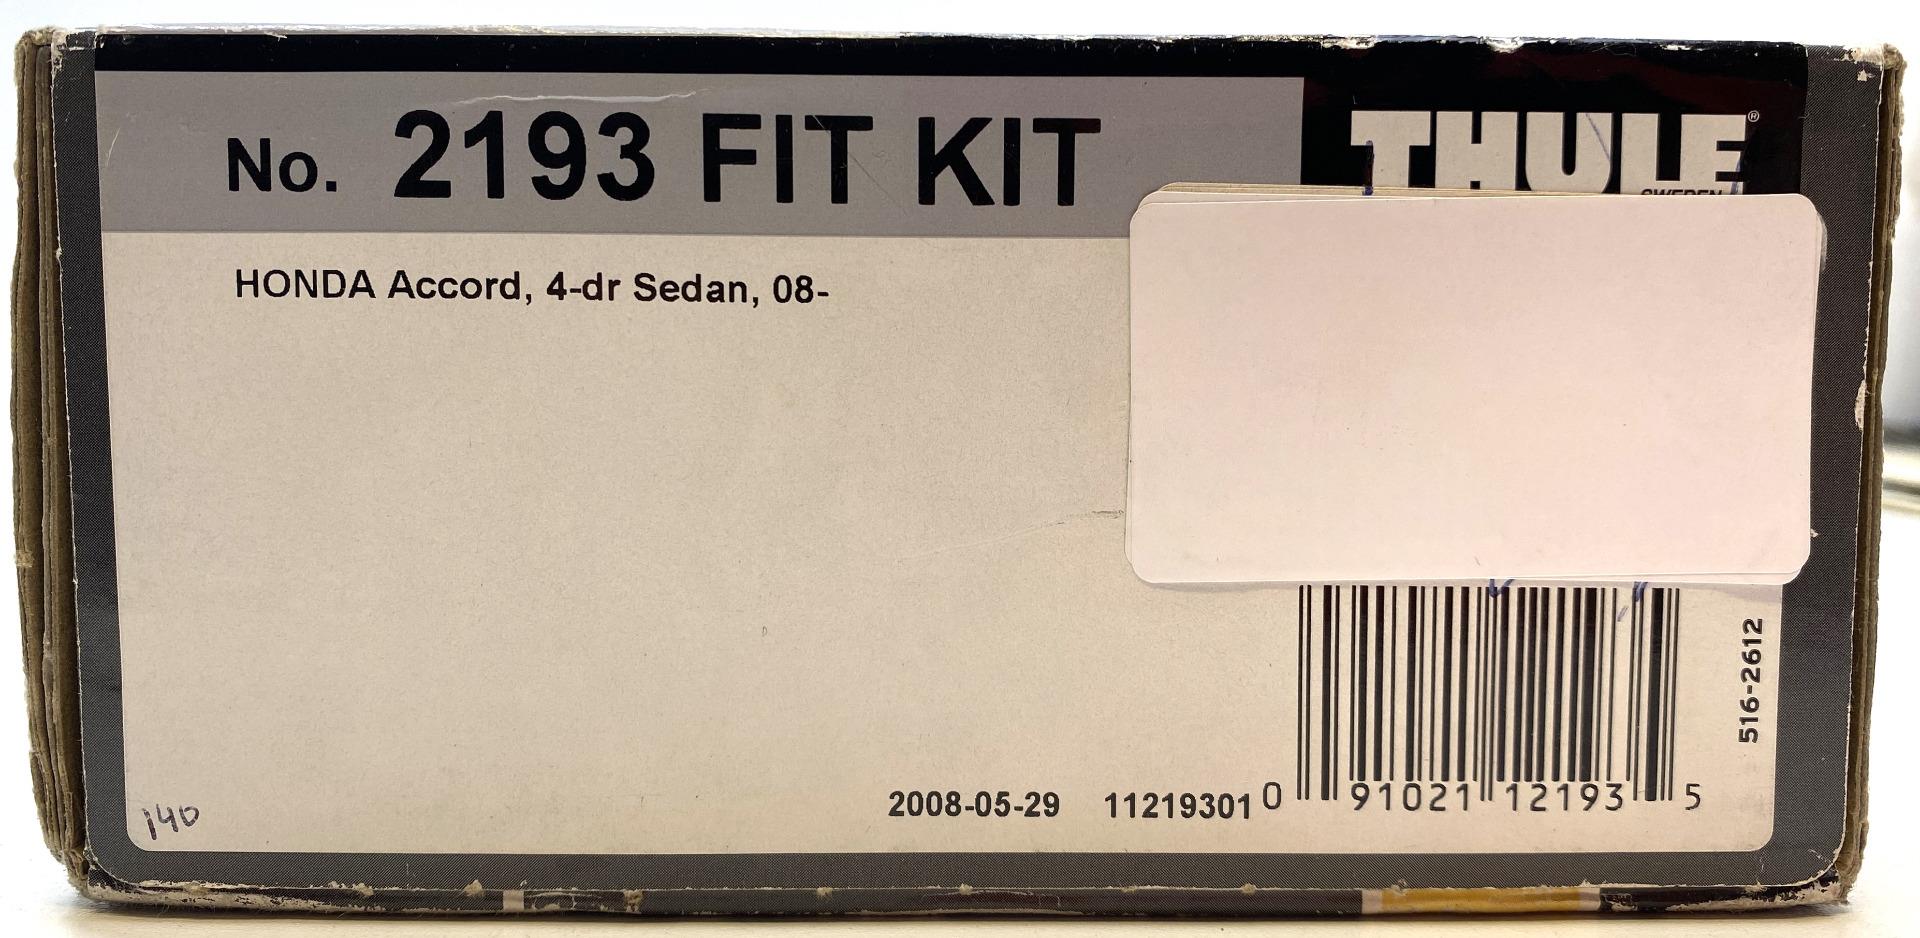 No. 2193 FIT KIT
THULE®
SWEDEN
HONDA Accord, 4-dr Sedan, 08-
516-2612
140
2008-05-29 11219301
0 91021 12193 5